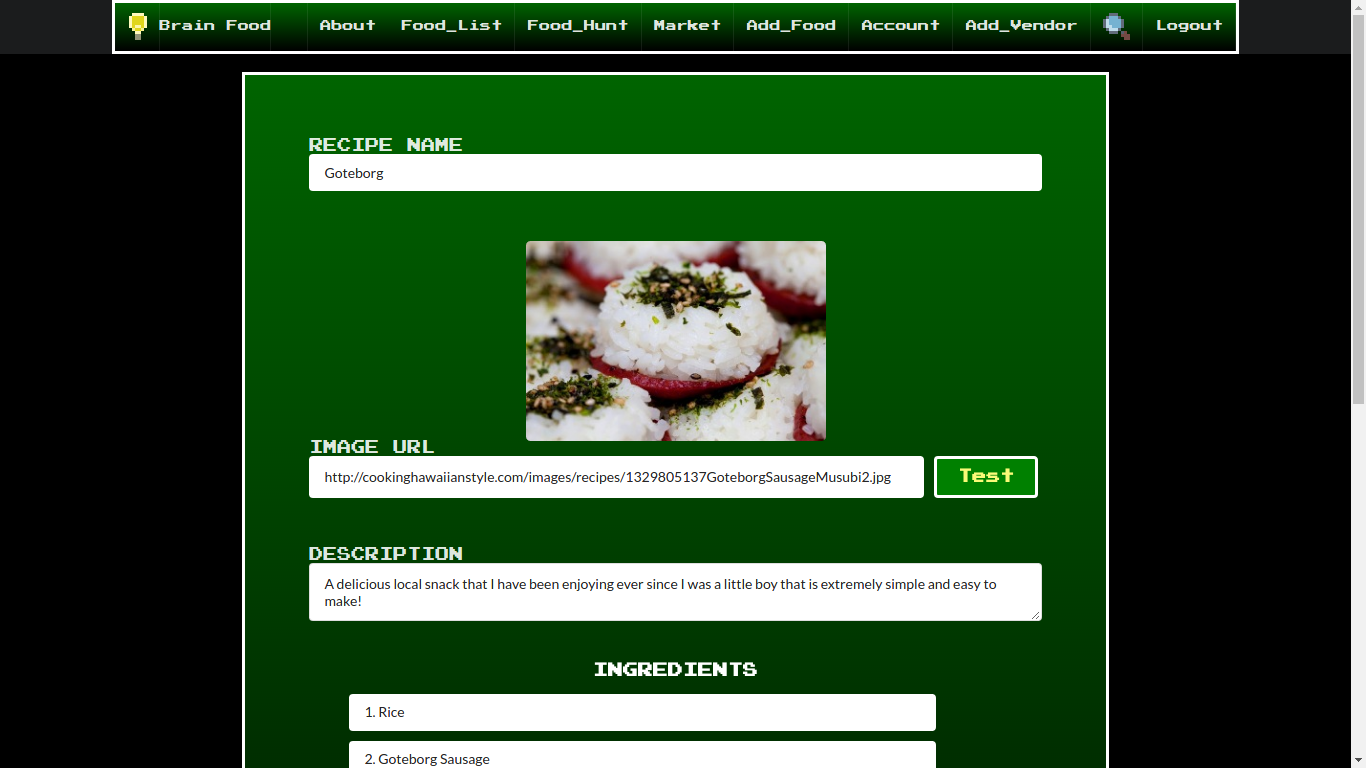 Brain Food About Food_List Food_Hunt Market Add_Food Account Add_Vendor Logout
RECIPE NAME
Goteborg
IMAGE URL
http://cookinghawaiianstyle.com/images/recipes/1329805137GoteborgSausageMusubi2.jpg Test
DESCRIPTION
A delicious local snack that I have been enjoying ever since I was a little boy that is extremely simple and easy to
make!
INGREDIENTS
1. Rice
2. Goteborg Sausage